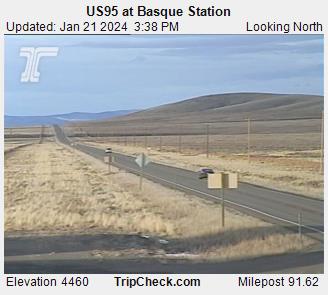 US95 at Basque Station
Updated: Jan 21 2024 3:38 PM Looking North
Elevation 4460 TripCheck.com Milepost 91.62